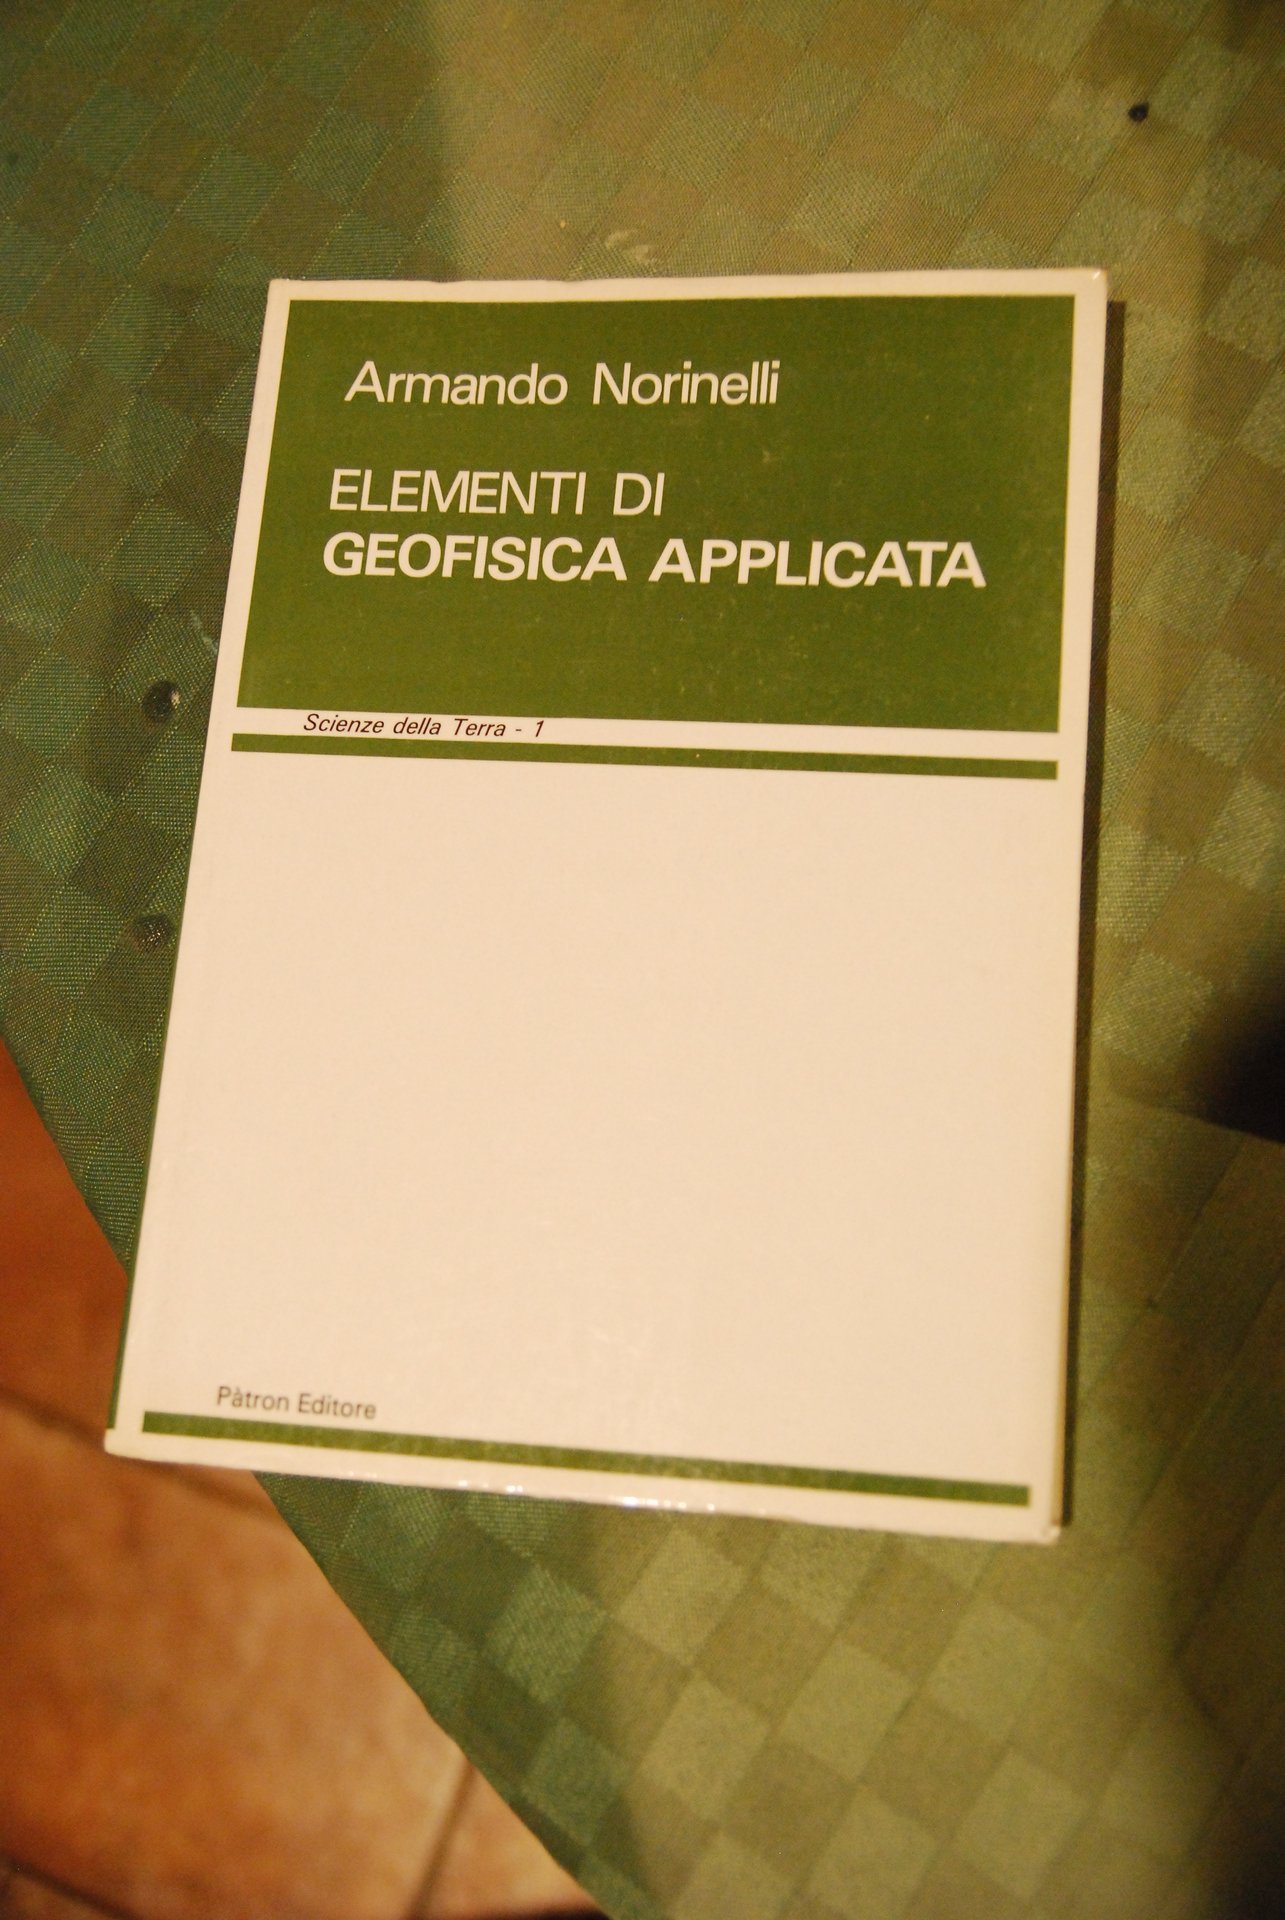 Armando Norinelli
ELEMENTI DI
GEOFISICA APPLICATA
Scienze della Terra - 1
Pàtron Editore